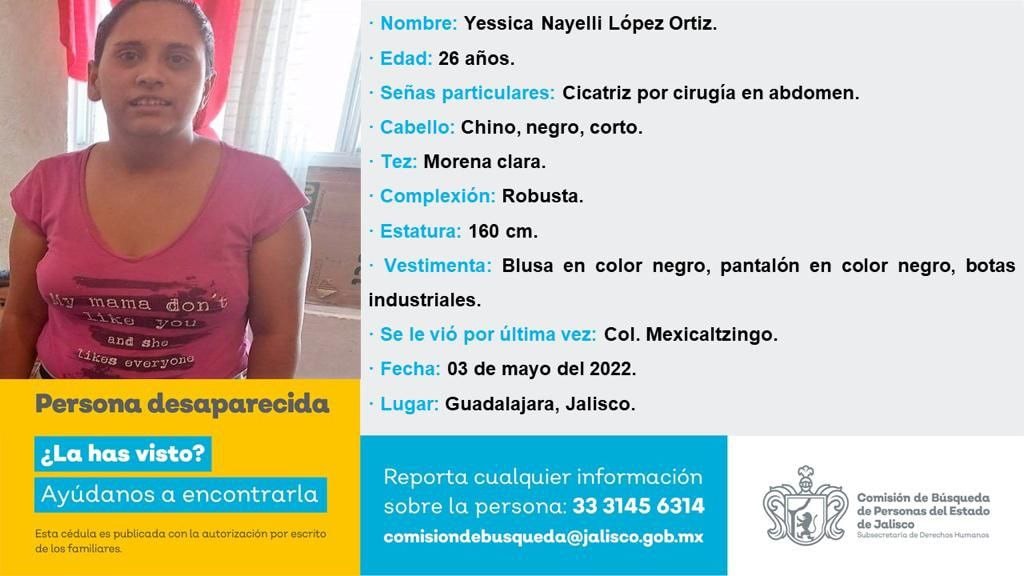 My mama don't
like you
and she
likes everyone
Persona desaparecida
¿La has visto?
Ayúdanos a encontrarla
Esta cédula es publicada con la autorización por escrito
de los familiares.
· Nombre: Yessica Nayelli López Ortiz.
· Edad: 26 años.
· Señas particulares: Cicatriz por cirugía en abdomen.
· Cabello: Chino, negro, corto.
· Tez: Morena clara.
· Complexión: Robusta.
· Estatura: 160 cm.
· Vestimenta: Blusa en color negro, pantalón en color negro, botas
industriales.
· Se le vió por última vez: Col. Mexicaltzingo.
· Fecha: 03 de mayo del 2022.
· Lugar: Guadalajara, Jalisco.
Reporta cualquier información
sobre la persona: 33 3145 6314
comisiondebusqueda@jalisco.gob.mx
Comisión de Búsqueda
de Personas del Estado
de Jalisco
Subsecretaría de Derechos Humanos